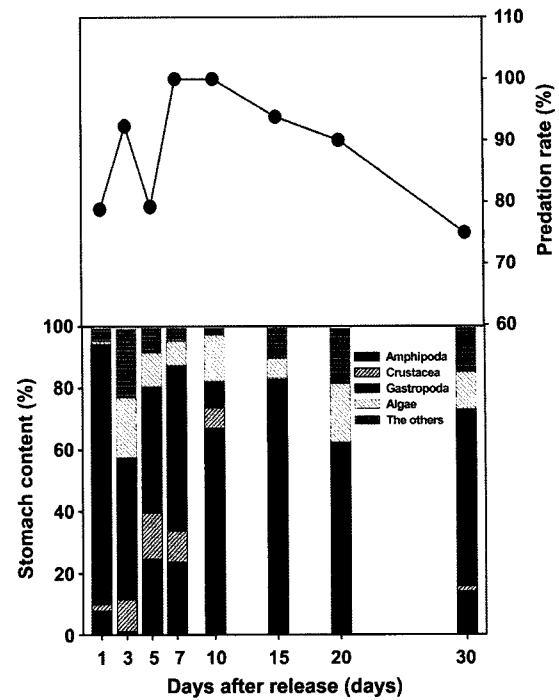 110
100
90
80
70
60
Predation rate (%)
100
80
60
40
20
0
Stomach content (%)
Amphipoda
Crustacea
Gastropoda
Algae
The others
1 3 5 7 10 15 20 30
Days after release (days)